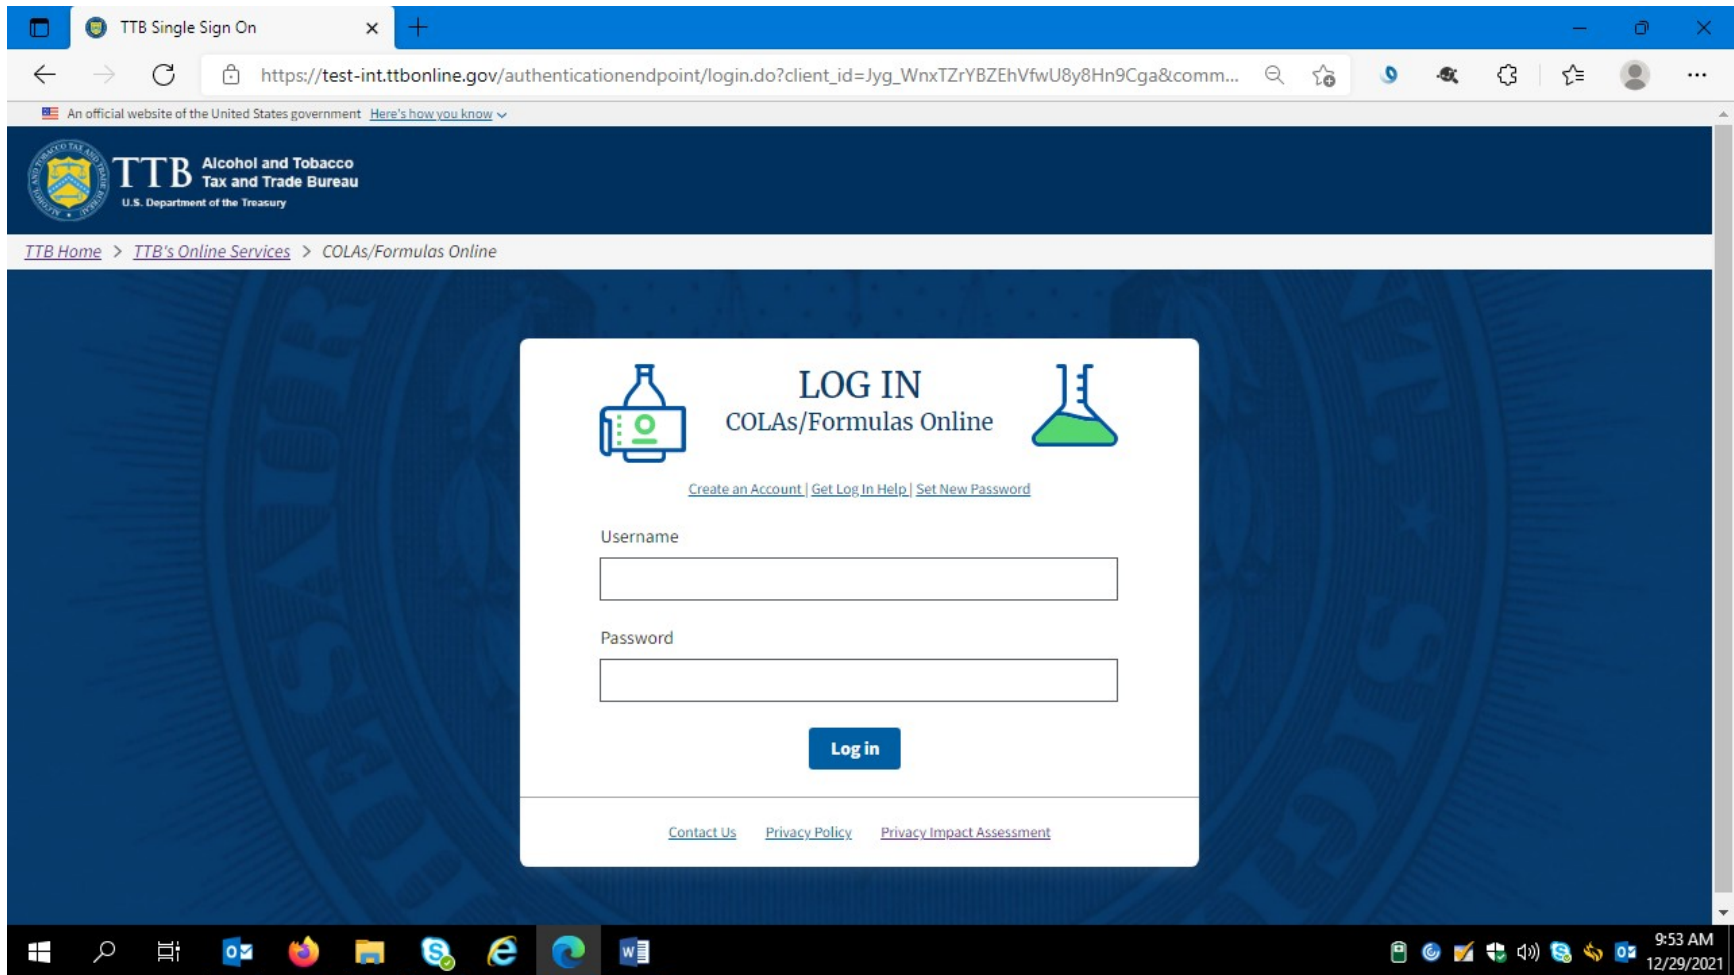 TTB Single Sign On
https://test-int.ttbonline.gov/authenticationendpoint/login.do?client_id=Jyg_WnxTZrYBZEhVfwU8y8Hn9Cga&comm...
An official website of the United States government Here's how you know
TTB Alcohol and Tobacco
Tax and Trade Bureau
U.S. Department of the Treasury
TTB Home > TTB's Online Services > COLAs/Formulas Online
LOG IN
COLAs/Formulas Online
Create an Account | Get Log In Help | Set New Password
Username
Password
Log in
Contact Us Privacy Policy Privacy Impact Assessment
9:53 AM
12/29/2021